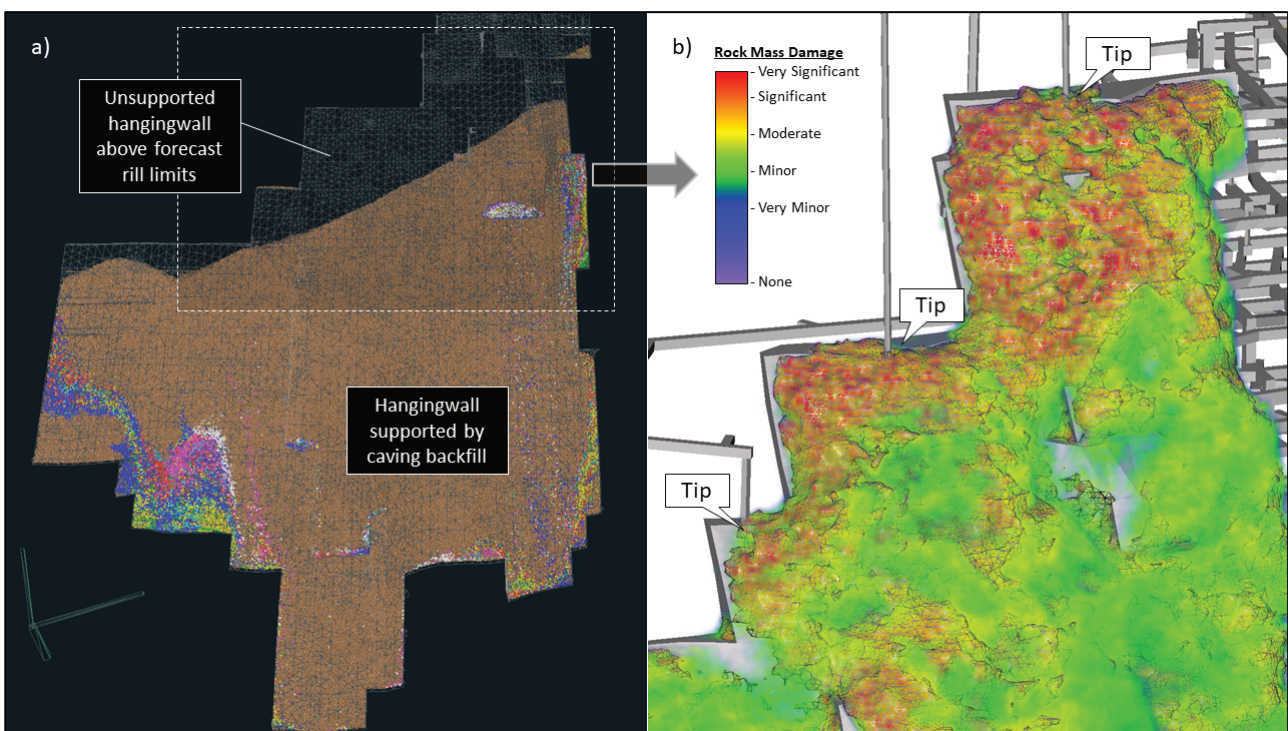 a)
Unsupported
hangingwall
above forecast
rill limits
Hangingwall
supported by
caving backfill
b)
Rock Mass Damage
- Very Significant
- Significant
- Moderate
- Minor
- Very Minor
- None
Tip
Tip
Tip